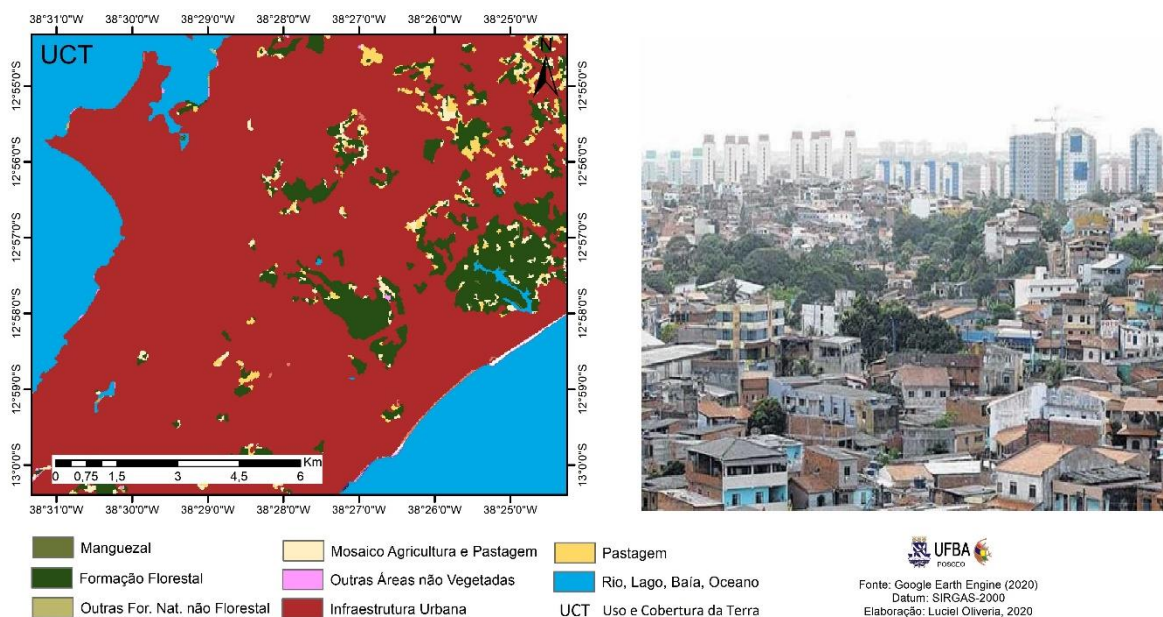 38°31'0"W 38°30'0"W 38°29'0"W 38°28'0"W 38°27'0"W 38°26'0"W 38°25'0"W
UCT
N
12°55'0"S 12°55'0"S
12°56'0"S 12°56'0"S
12°57'0"S 12°57'0"S
12°58'0"S 12°58'0"S
12°59'0"S 12°59'0"S
13°0'0"S 13°0'0"S
Km
0 0,75 1,5 3 4,5 6
38°31'0"W 38°30'0"W 38°29'0"W 38°28'0"W 38°27'0"W 38°26'0"W 38°25'0"W
Manguezal
Formação Florestal
Outras For. Nat. não Florestal
Mosaico Agricultura e Pastagem
Outras Áreas não Vegetadas
Infraestrutura Urbana
Pastagem
Rio, Lago, Baía, Oceano
UCT Uso e Cobertura da Terra
UFBA
POSGEO
Fonte: Google Earth Engine (2020)
Datum: SIRGAS-2000
Elaboração: Luciel Oliveria, 2020